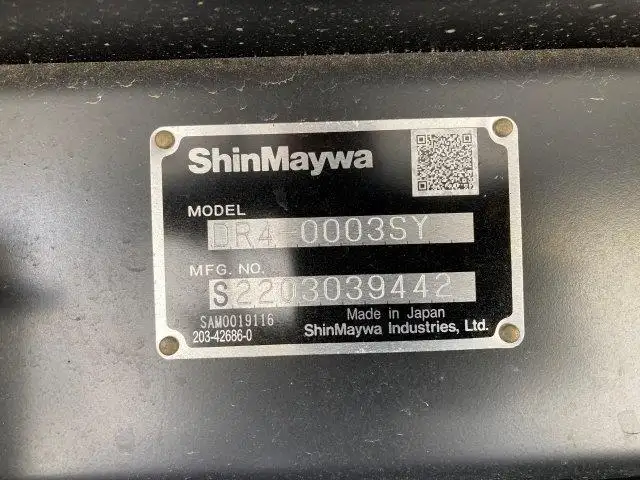 ShinMaywa
MODEL
DR4-0003SY
MFG. NO.
S2203039442
SAM0019116
Made in Japan
203-42686-0
ShinMaywa Industries, Ltd.